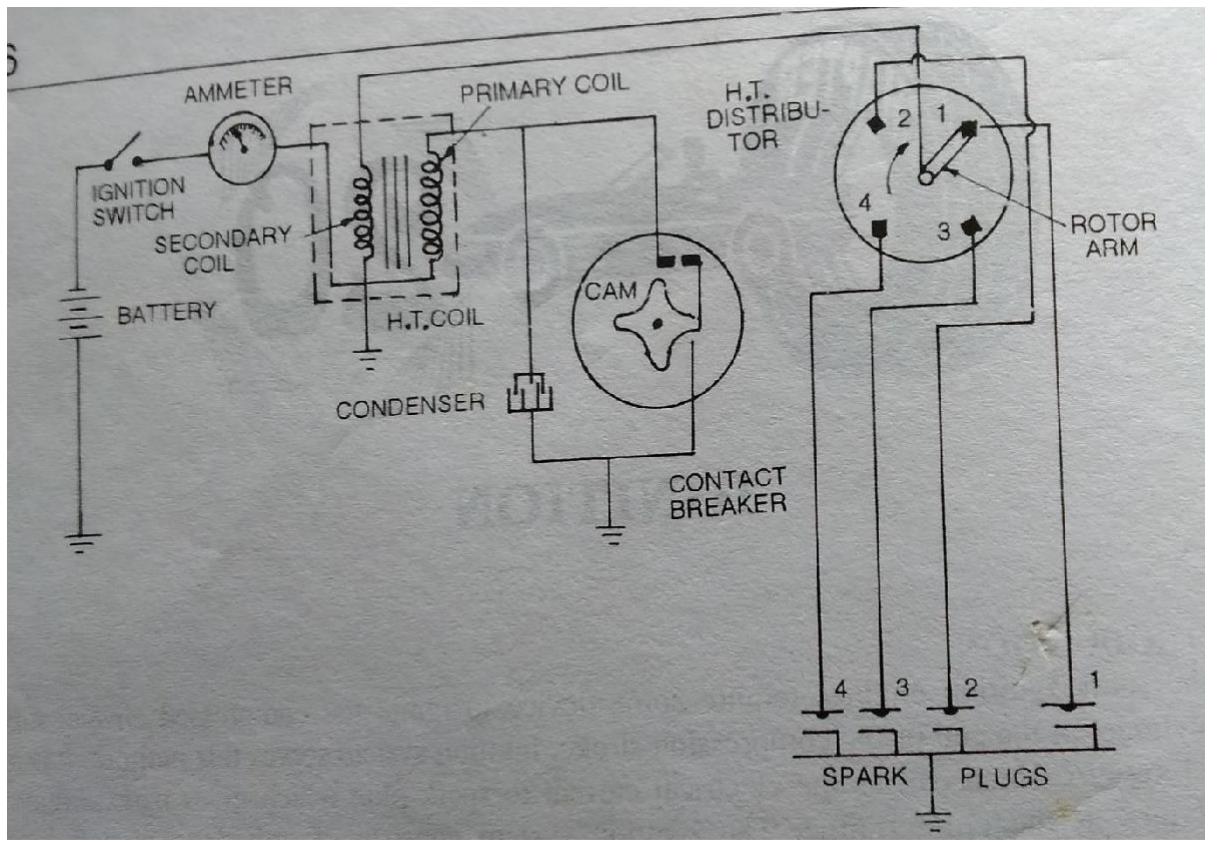 6
AMMETER
PRIMARY COIL
H.T.
DISTRIBU-
TOR
2
1
4
3
IGNITION
SWITCH
SECONDARY
COIL
ROTOR
ARM
BATTERY
H.T.COIL
CAM
CONDENSER
CONTACT
BREAKER
4
3
2
1
SPARK PLUGS